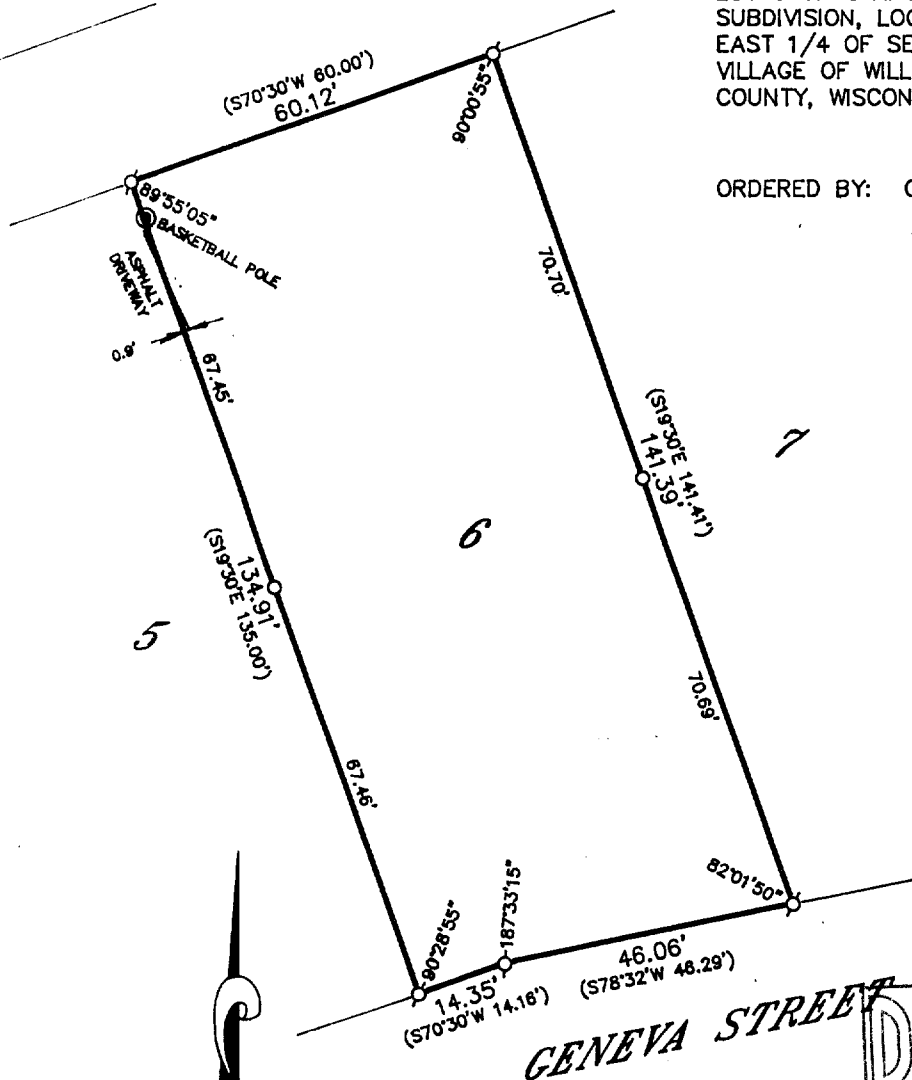 SUBDIVISION, LOC
EAST 1/4 OF SE
VILLAGE OF WILL
COUNTY, WISCON
ORDERED BY:
(S70°30'W 60.00')
60.12'
90°00'55"
89°55'05"
BASKETBALL POLE
ASPHALT
DRIVEWAY
0.9'
67.45'
70.70'
(S19°30'E 141.41')
141.39'
7
6
134.91'
(S19°30'E 135.00')
5
70.69'
67.46'
82°01'50"
187°33'15"
90°28'55"
46.06'
(S78°32'W 46.29')
14.35'
(S70°30'W 14.16')
GENEVA STREET
D